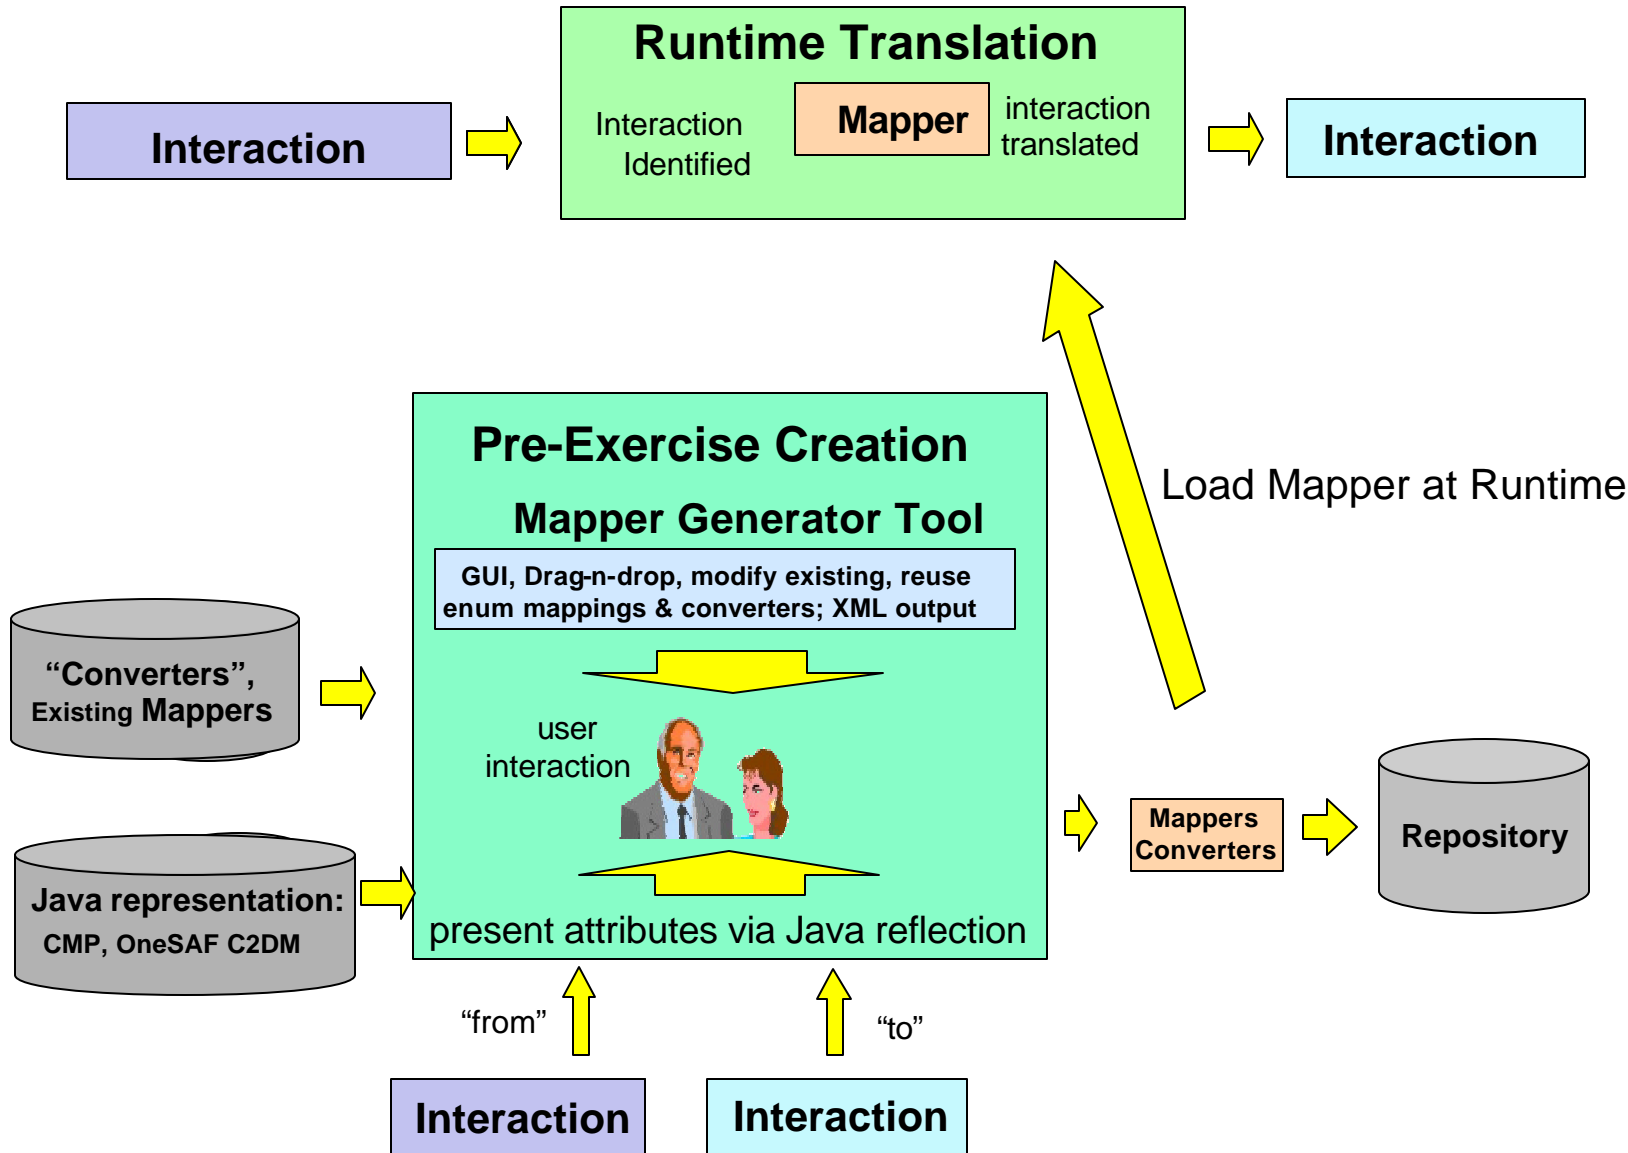 Runtime Translation
Interaction
Interaction
Identified
Mapper
interaction
translated
Interaction
Load Mapper at Runtime
Pre-Exercise Creation
Mapper Generator Tool
GUI, Drag-n-drop, modify existing, reuse
enum mappings & converters; XML output
“Converters”,
Existing Mappers
user
interaction
Java representation:
CMP, OneSAF C2DM
present attributes via Java reflection
Mappers
Converters
Repository
“from”
“to”
Interaction
Interaction